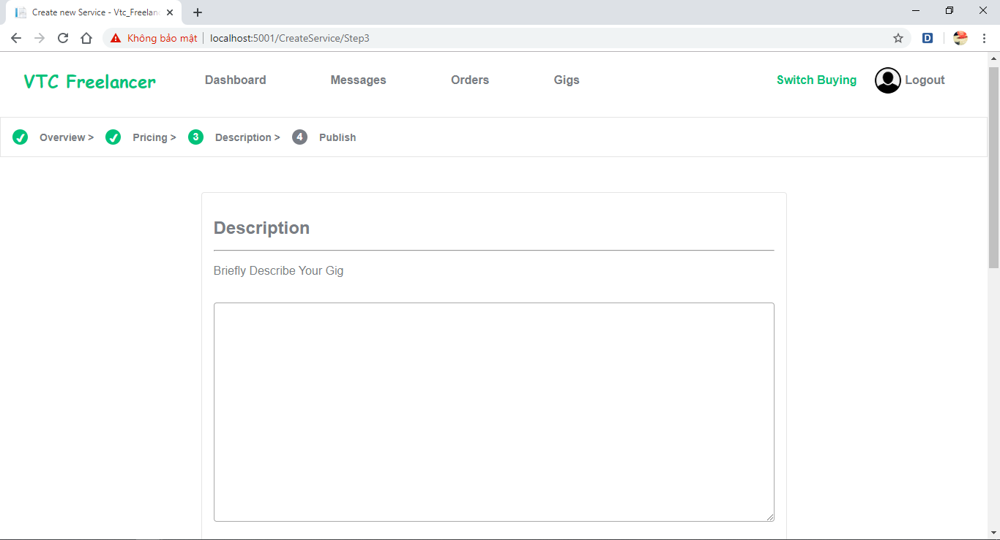 Create new Service - Vtc_Freelan
Không bảo mật localhost:5001/CreateService/Step3
D
VTC Freelancer Dashboard Messages Orders Gigs Switch Buying Logout
Overview > Pricing > 3 Description > 4 Publish
Description
Briefly Describe Your Gig